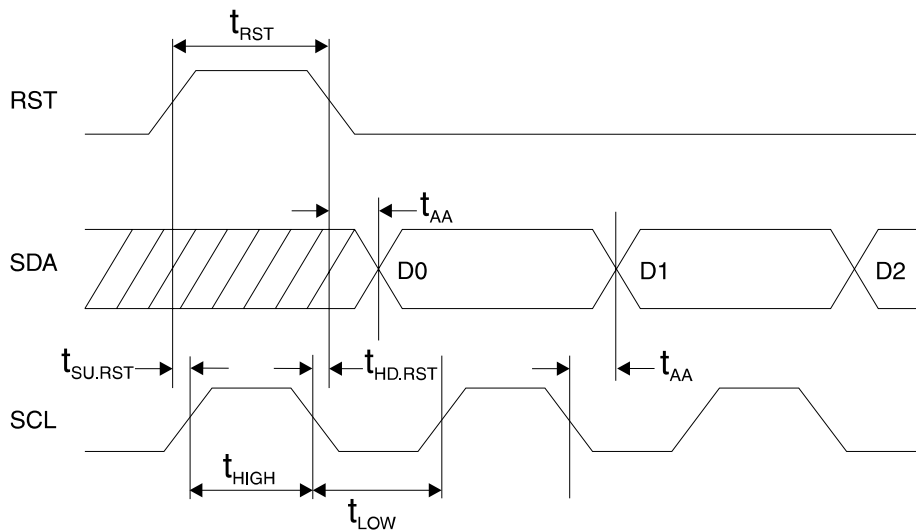 tRST
RST
tAA
SDA
D0
D1
D2
tSU.RST
tHD.RST
tAA
SCL
tHIGH
tLOW